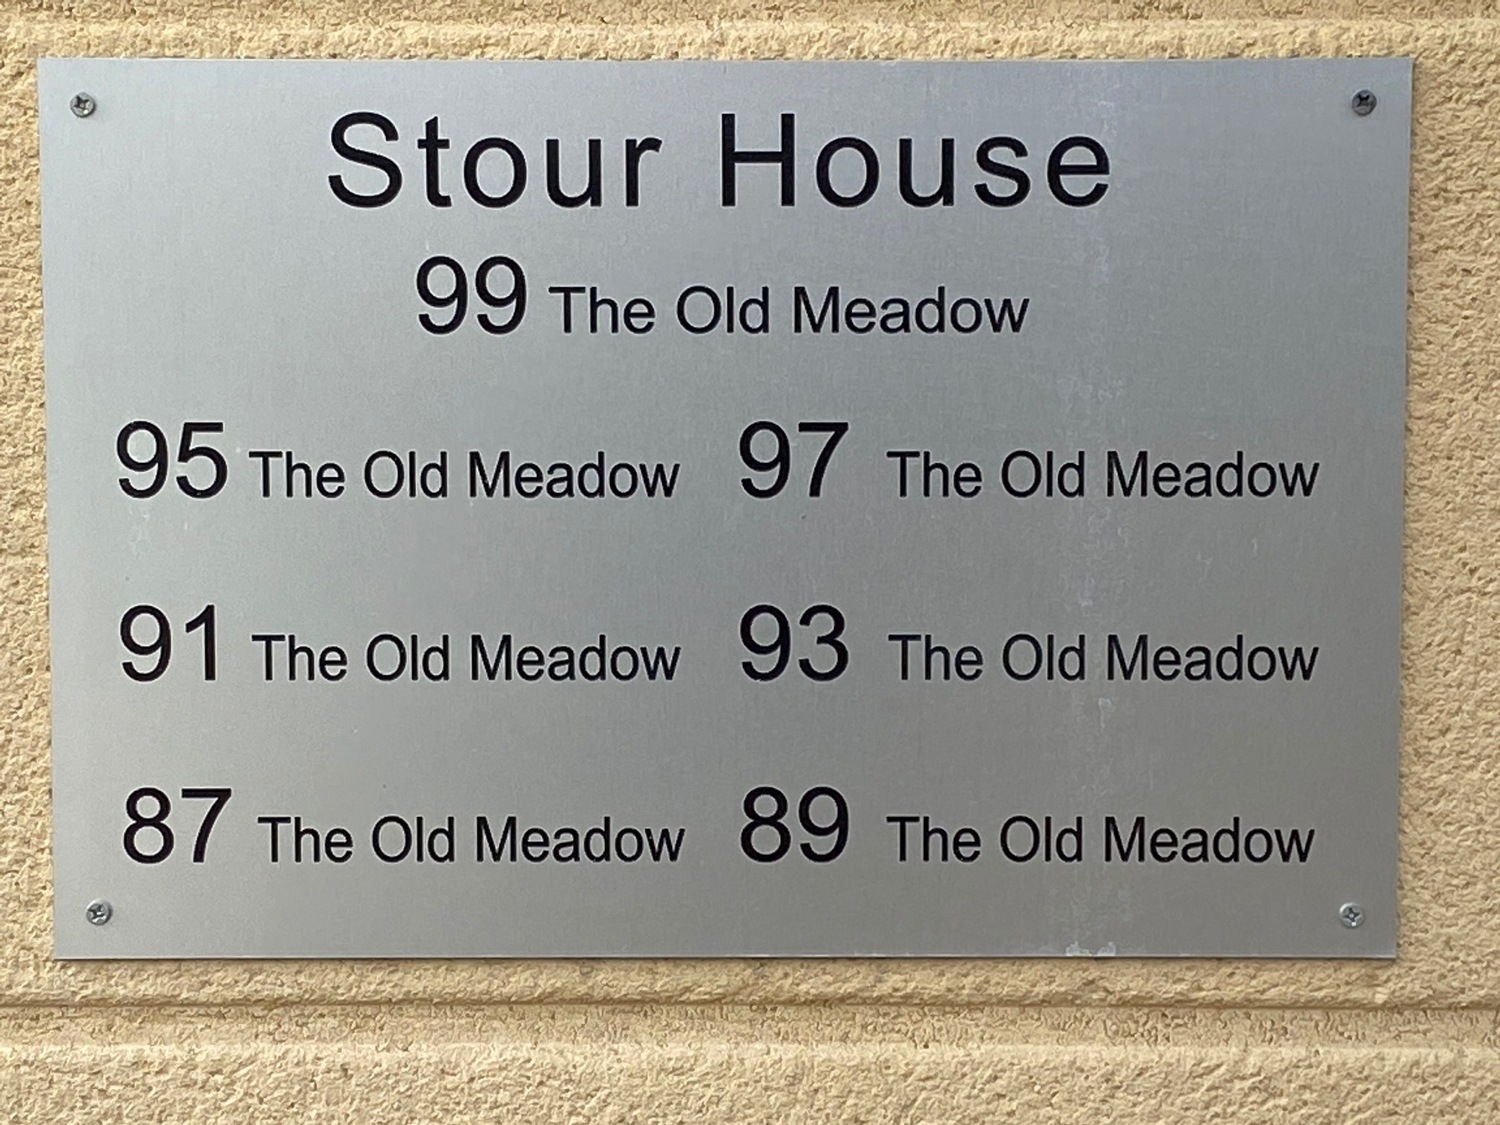 Stour House
99 The Old Meadow
95 The Old Meadow 97 The Old Meadow
91 The Old Meadow 93 The Old Meadow
87 The Old Meadow 89 The Old Meadow